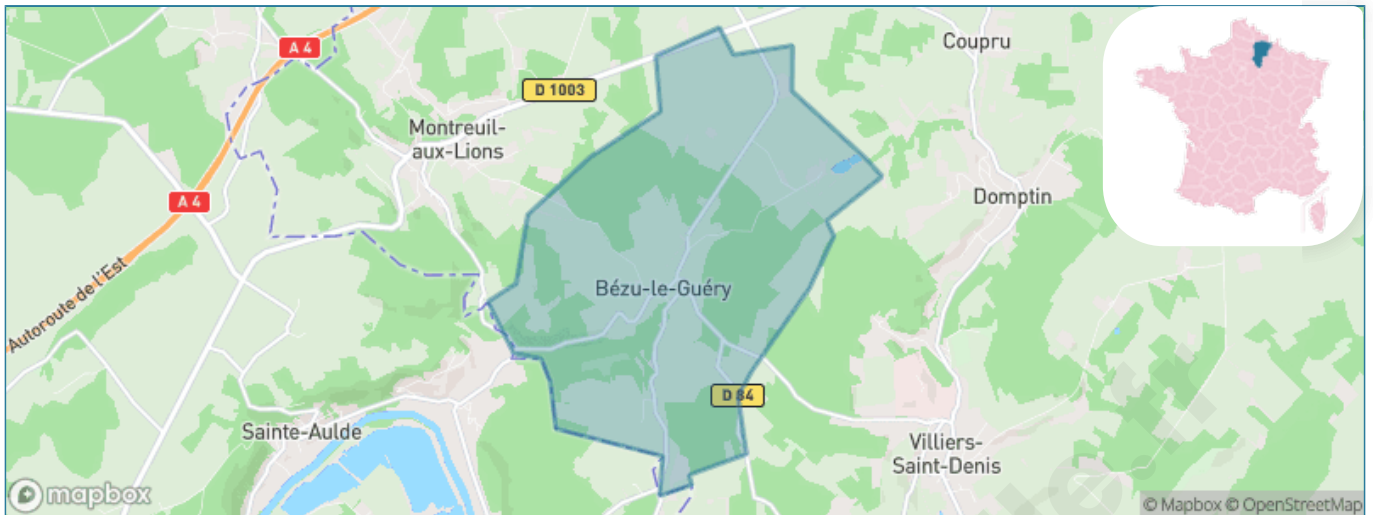 A 4
Coupru
D 1003
Montreuil-
aux-Lions
A 4
Domptin
Autoroute de l'Est
Bézu-le-Guéry
D 84
Sainte-Aulde
Villiers-
Saint-Denis
mapbox
© Mapbox © OpenStreetMap